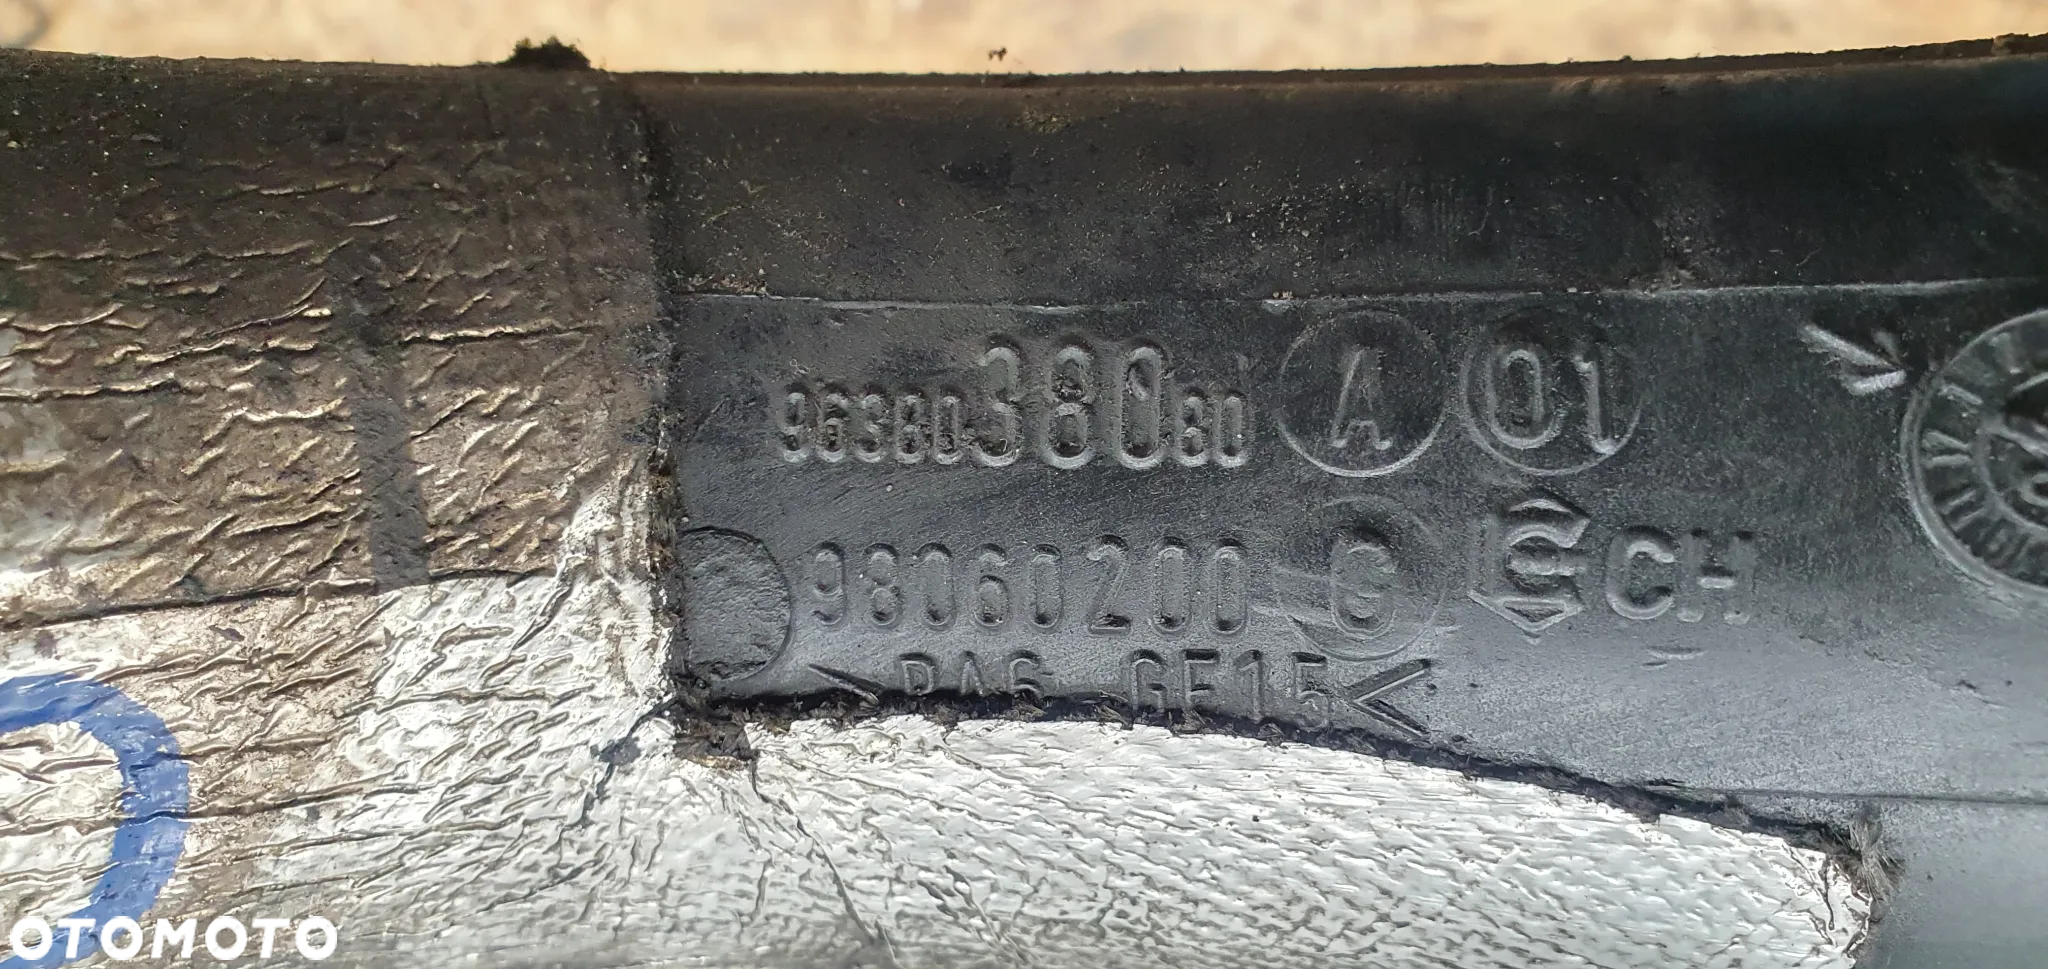 9638038080 A 01
98060200 G CH
>PA6 GF15<
OTOMOTO